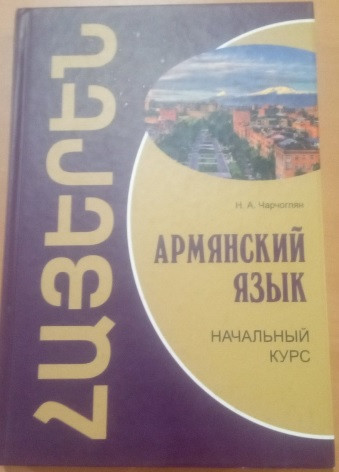 ՀԱՅԵՐԵՆ
Н. А. Чарчоглян
АРМЯНСКИЙ
ЯЗЫК
НАЧАЛЬНЫЙ
КУРС